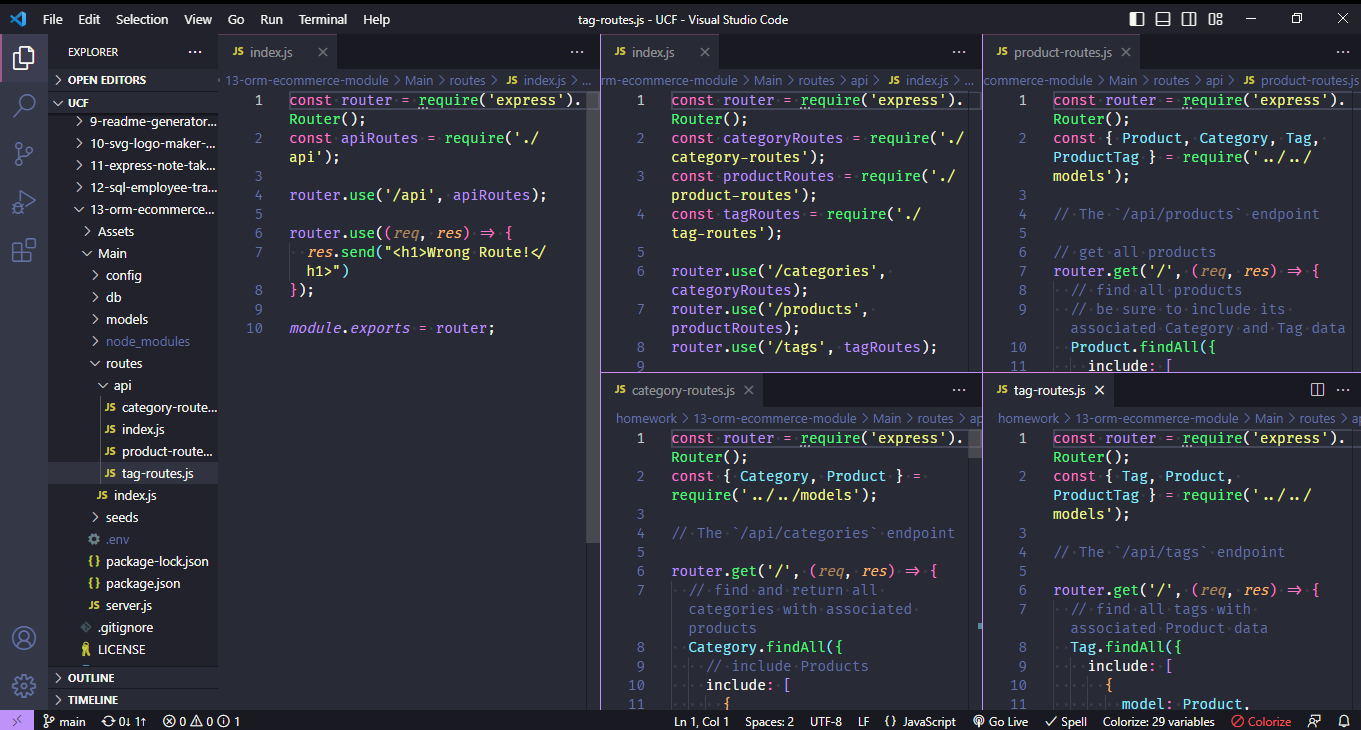 File Edit Selection View Go Run Terminal Help
tag-routes.js - UCF - Visual Studio Code
EXPLORER
OPEN EDITORS
UCF
9-readme-generator...
10-svg-logo-maker-...
11-express-note-tak...
12-sql-employee-tra...
13-orm-ecommerce...
Assets
Main
config
db
models
node_modules
routes
api
JS category-route...
JS index.js
JS product-route...
JS tag-routes.js
JS index.js
seeds
.env
{} package-lock.json
{} package.json
JS server.js
.gitignore
LICENSE
OUTLINE
TIMELINE
JS index.js
13-orm-ecommerce-module > Main > routes > JS index.js > ...
1 const router = require('express').
Router();
2 const apiRoutes = require('./
api');
3
4 router.use('/api', apiRoutes);
5
6 router.use((req, res) => {
7 res.send("<h1>Wrong Route!</
h1>")
8 });
9
10 module.exports = router;
JS index.js
rm-ecommerce-module > Main > routes > api > JS index.js > ...
1 const router = require('express').
Router();
2 const categoryRoutes = require('./
category-routes');
3 const productRoutes = require('./
product-routes');
4 const tagRoutes = require('./
tag-routes');
5
6 router.use('/categories',
categoryRoutes);
7 router.use('/products',
productRoutes);
8 router.use('/tags', tagRoutes);
9
JS product-routes.js
commerce-module > Main > routes > api > JS product-routes.js
1 const router = require('express').
Router();
2 const { Product, Category, Tag,
ProductTag } = require('../../
models');
3
4 // The `/api/products` endpoint
5
6 // get all products
7 router.get('/', (req, res) => {
8 // find all products
9 // be sure to include its
associated Category and Tag data
10 Product.findAll({
11 include: [
JS category-routes.js
homework > 13-orm-ecommerce-module > Main > routes > ap
1 const router = require('express').
Router();
2 const { Category, Product } =
require('../../models');
3
4 // The `/api/categories` endpoint
5
6 router.get('/', (req, res) => {
7 // find and return all
categories with associated
products
8 Category.findAll({
9 // include Products
10 include: [
11 {
JS tag-routes.js
homework > 13-orm-ecommerce-module > Main > routes > ap
1 const router = require('express').
Router();
2 const { Tag, Product,
ProductTag } = require('../../
models');
3
4 // The `/api/tags` endpoint
5
6 router.get('/', (req, res) => {
7 // find all tags with
associated Product data
8 Tag.findAll({
9 include: [
10 {
11 model: Product,
main 0↓ 1↑ 0 0 1 Ln 1, Col 1 Spaces: 2 UTF-8 LF {} JavaScript Go Live Spell Colorize: 29 variables Colorize